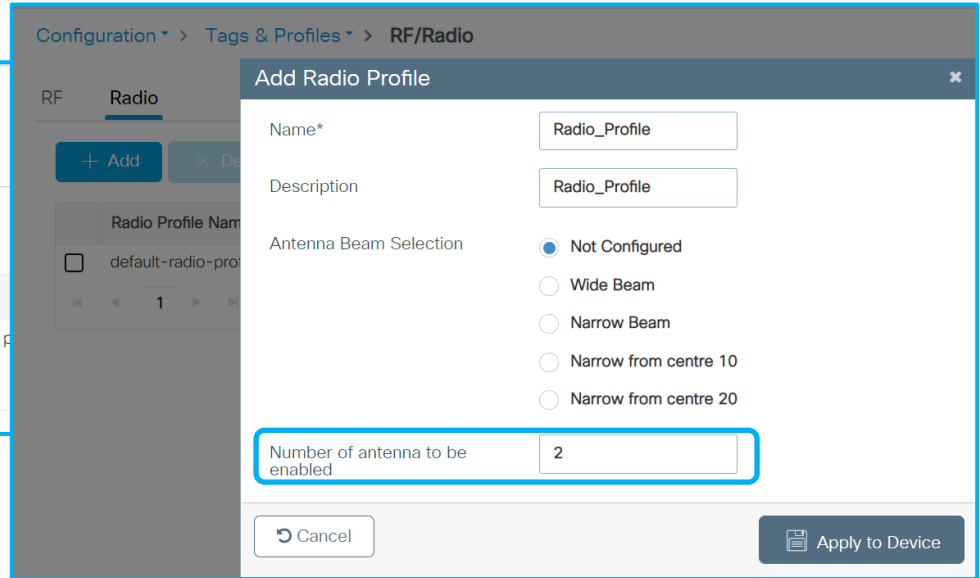 Configuration > Tags & Profiles > RF/Radio
Add Radio Profile
RF Radio
Name* Radio_Profile
+ Add × De
Description Radio_Profile
Radio Profile Nam
Antenna Beam Selection Not Configured
default-radio-prof
Wide Beam
1
Narrow Beam
p
Narrow from centre 10
Narrow from centre 20
Number of antenna to be
enabled
2
Cancel
Apply to Device